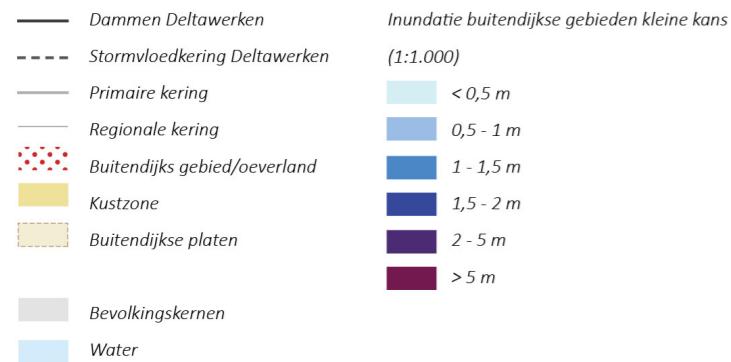 Dammen Deltawerken
Stormvloedkering Deltawerken
Primaire kering
Regionale kering
Buitendijks gebied/oeverland
Kustzone
Buitendijkse platen
Bevolkingskernen
Water
Inundatie buitendijkse gebieden kleine kans
(1:1.000)
< 0,5 m
0,5 - 1 m
1 - 1,5 m
1,5 - 2 m
2 - 5 m
> 5 m